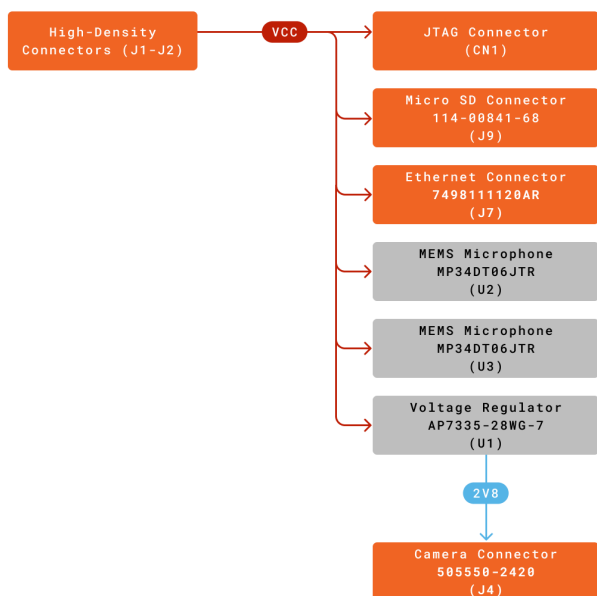 High-Density
Connectors (J1-J2)
VCC
JTAG Connector
(CN1)
Micro SD Connector
114-00841-68
(J9)
Ethernet Connector
7498111120AR
(J7)
MEMS Microphone
MP34DT06JTR
(U2)
MEMS Microphone
MP34DT06JTR
(U3)
Voltage Regulator
AP7335-28WG-7
(U1)
2V8
Camera Connector
505550-2420
(J4)